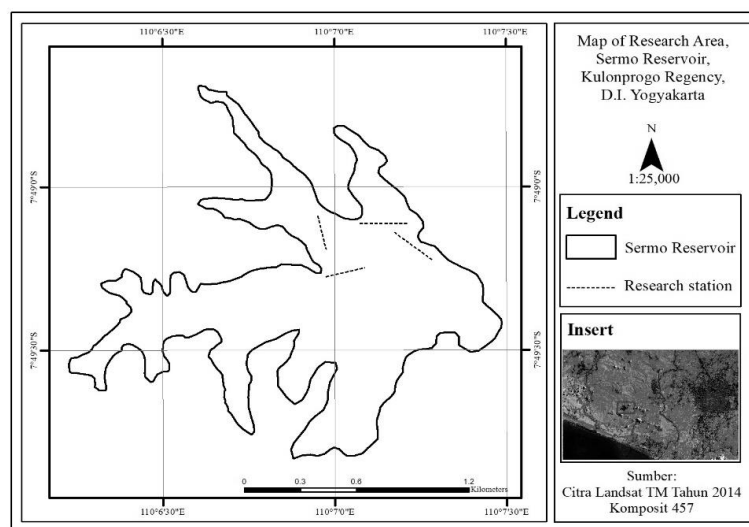 110°6'30"E
110°7'0"E
110°7'30"E
7°49'0"S
7°49'0"S
7°49'30"S
7°49'30"S
0
0.3
0.6
1.2
Kilometers
110°6'30"E
110°7'0"E
110°7'30"E
Map of Research Area,
Sermo Reservoir,
Kulonprogo Regency,
D.I. Yogyakarta
N
1:25,000
Legend
Sermo Reservoir
Research station
Insert
Sumber:
Citra Landsat TM Tahun 2014
Komposit 457